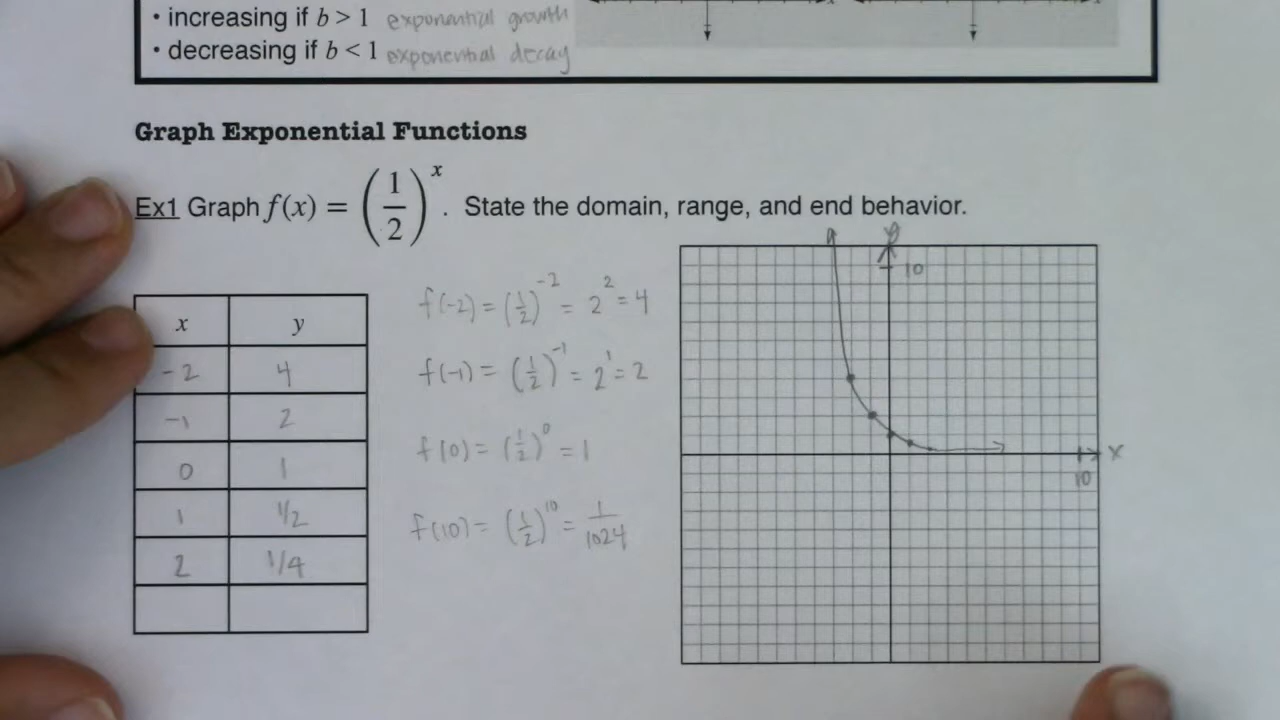 • increasing if b > 1 exponential growth
• decreasing if b < 1 exponential decay
Graph Exponential Functions
Ex1 Graph f(x) = (1/2)^x. State the domain, range, and end behavior.
x y
-2 4
-1 2
0 1
1 1/2
2 1/4
f(-2) = (1/2)^-2 = 2^2 = 4
f(-1) = (1/2)^-1 = 2^1 = 2
f(0) = (1/2)^0 = 1
f(10) = (1/2)^10 = 1/1024
y
10
x
10